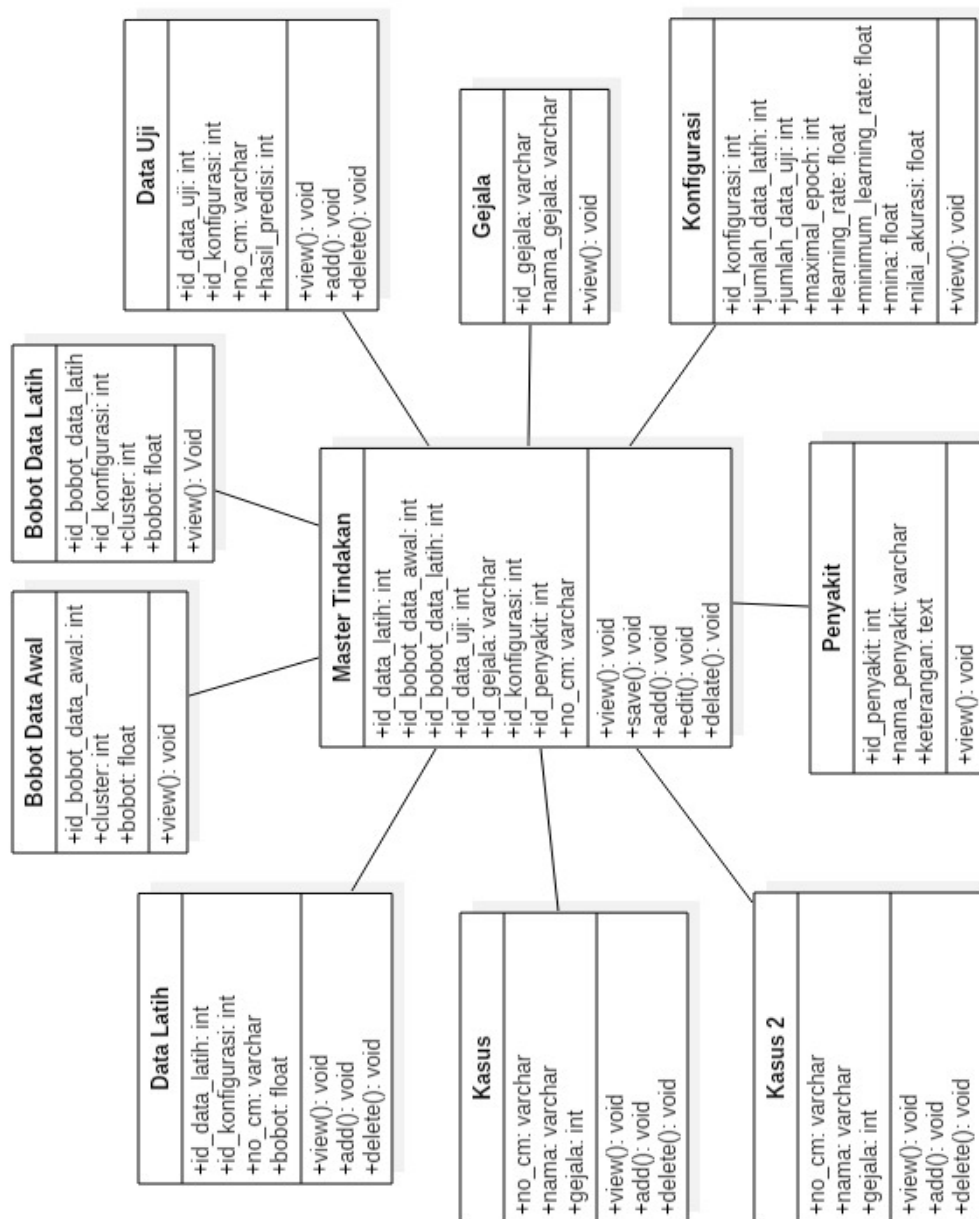 Data Latih
+id_data_latih: int
+id_konfigurasi: int
+no_cm: varchar
+bobot: float
+view(): void
+add(): void
+delete(): void
Bobot Data Awal
+id_bobot_data_awal: int
+cluster: int
+bobot: float
+view(): void
Bobot Data Latih
+id_bobot_data_latih
+id_konfigurasi: int
+cluster: int
+bobot: float
+view(): Void
Data Uji
+id_data_uji: int
+id_konfigurasi: int
+no_cm: varchar
+hasil_predisi: int
+view(): void
+add(): void
+delete(): void
Kasus
+no_cm: varchar
+nama: varchar
+gejala: int
+view(): void
+add(): void
+delete(): void
Master Tindakan
+id_data_latih: int
+id_bobot_data_awal: int
+id_bobot_data_latih: int
+id_data_uji: int
+id_gejala: varchar
+id_konfigurasi: int
+id_penyakit: int
+no_cm: varchar
+view(): void
+save(): void
+add(): void
+edit(): void
+delate(): void
Gejala
+id_gejala: varchar
+nama_gejala: varchar
+view(): void
Kasus 2
+no_cm: varchar
+nama: varchar
+gejala: int
+view(): void
+add(): void
+delete(): void
Penyakit
+id_penyakit: int
+nama_penyakit: varchar
+keterangan: text
+view(): void
Konfigurasi
+id_konfigurasi: int
+jumlah_data_latih: int
+jumlah_data_uji: int
+maximal_epoch: int
+learning_rate: float
+minimum_learning_rate: float
+mina: float
+nilai_akurasi: float
+view(): void